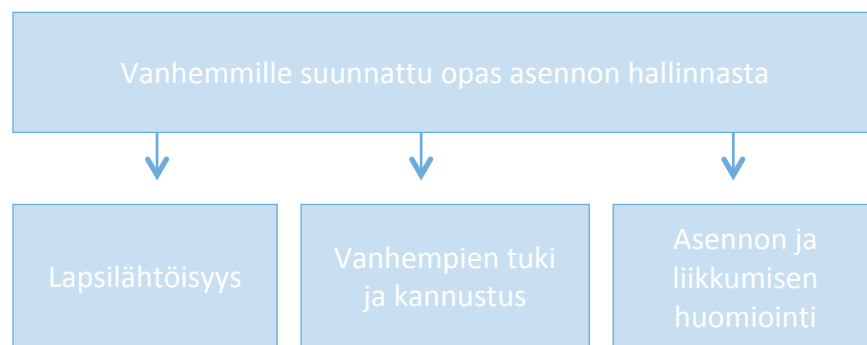 Vanhemmille suunnattu opas asennon hallinnasta
Lapsilähtöisyys
Vanhempien tuki
ja kannustus
Asennon ja
liikkumisen
huomiointi